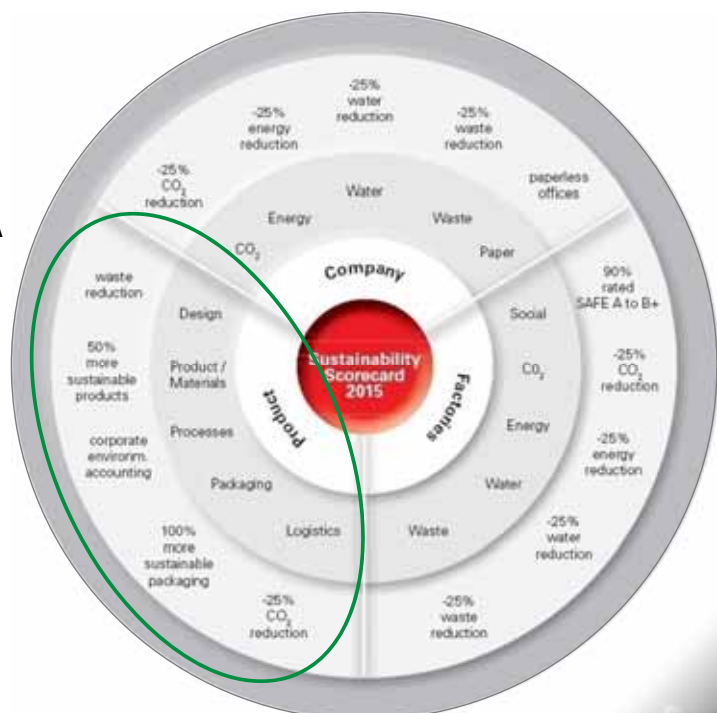 -25%
CO₂
reduction
-25%
energy
reduction
-25%
water
reduction
-25%
waste
reduction
paperless
offices
CO₂
Energy
Water
Waste
Paper
Company
90%
rated
SAFE A to B+
-25%
CO₂
reduction
-25%
energy
reduction
-25%
water
reduction
-25%
waste
reduction
Social
C0₂
Energy
Water
Waste
Factories
waste
reduction
50%
more
sustainable
products
corporate
environm.
accounting
100%
more
sustainable
packaging
-25%
CO₂
reduction
Design
Product /
Materials
Processes
Packaging
Logistics
Product
Sustainability
Scorecard
2015